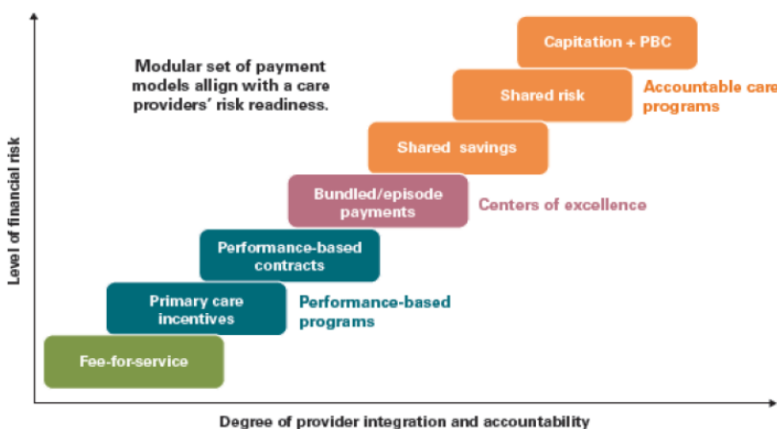 Capitation + PBC
Modular set of payment
models allign with a care
providers' risk readiness.
Shared risk
Accountable care
programs
Shared savings
Bundled/episode
payments
Centers of excellence
Performance-based
contracts
Primary care
incentives
Performance-based
programs
Fee-for-service
Level of financial risk
Degree of provider integration and accountability